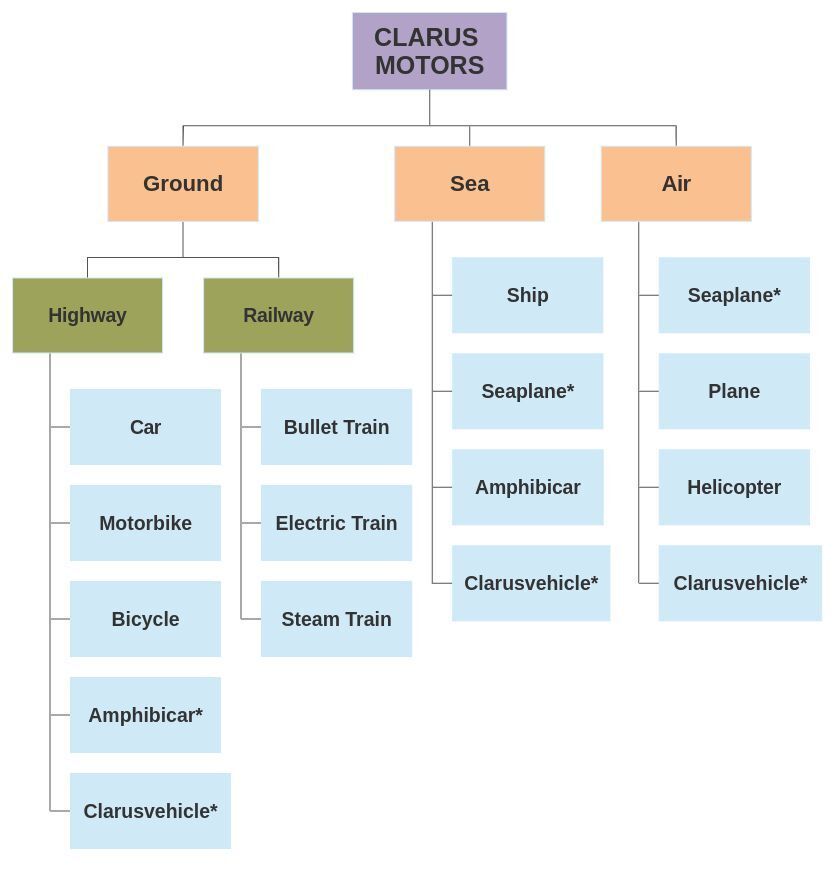 CLARUS
MOTORS
Ground
Sea
Air
Highway
Railway
Car
Motorbike
Bicycle
Amphibicar*
Clarusvehicle*
Bullet Train
Electric Train
Steam Train
Ship
Seaplane*
Amphibicar
Clarusvehicle*
Seaplane*
Plane
Helicopter
Clarusvehicle*